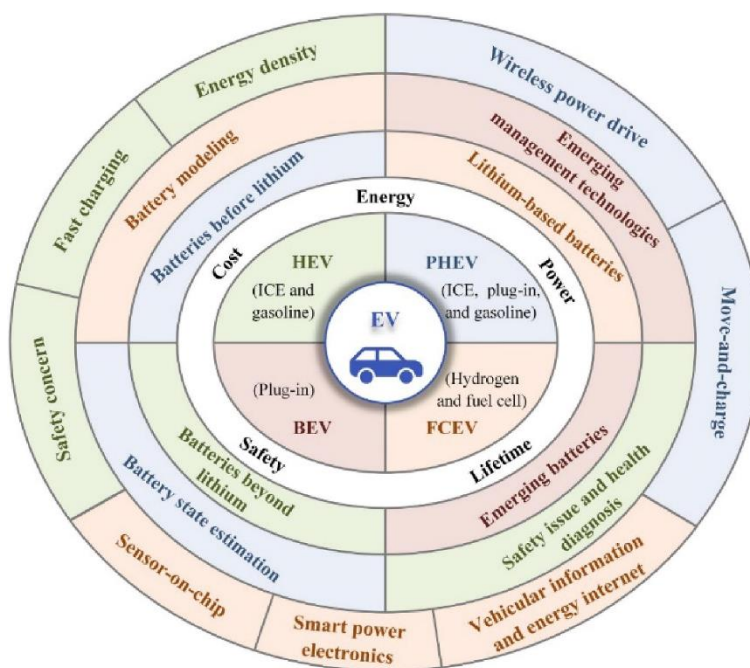 Energy density
Wireless power drive
Fast charging
Battery modeling
Emerging
management technologies
Batteries before lithium
Lithium-based batteries
Energy
Cost
Power
HEV
(ICE and
gasoline)
PHEV
(ICE, plug-in,
and gasoline)
EV
Move-and-charge
Safety concern
(Plug-in)
BEV
(Hydrogen
and fuel cell)
FCEV
Safety
Lifetime
Batteries beyond
lithium
Emerging batteries
Battery state estimation
Safety issue and health
diagnosis
Sensor-on-chip
Smart power
electronics
Vehicular information
and energy internet